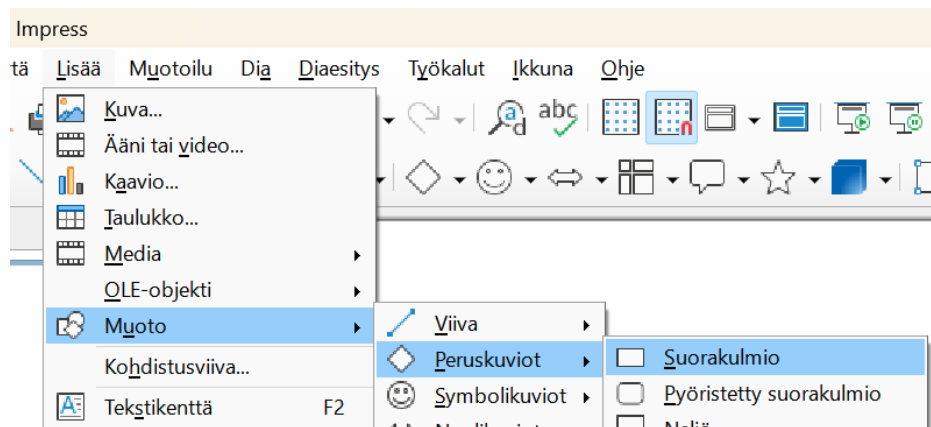 Impress
tä Lisää Muotoilu Dia Diaesitys Työkalut Ikkuna Ohje
Kuva...
Ääni tai video...
Kaavio...
Taulukko...
Media
OLE-objekti
Muoto
Kohdistusviiva...
Tekstikenttä F2
Viiva
Peruskuviot
Symbolikuviot
Suorakulmio
Pyöristetty suorakulmio